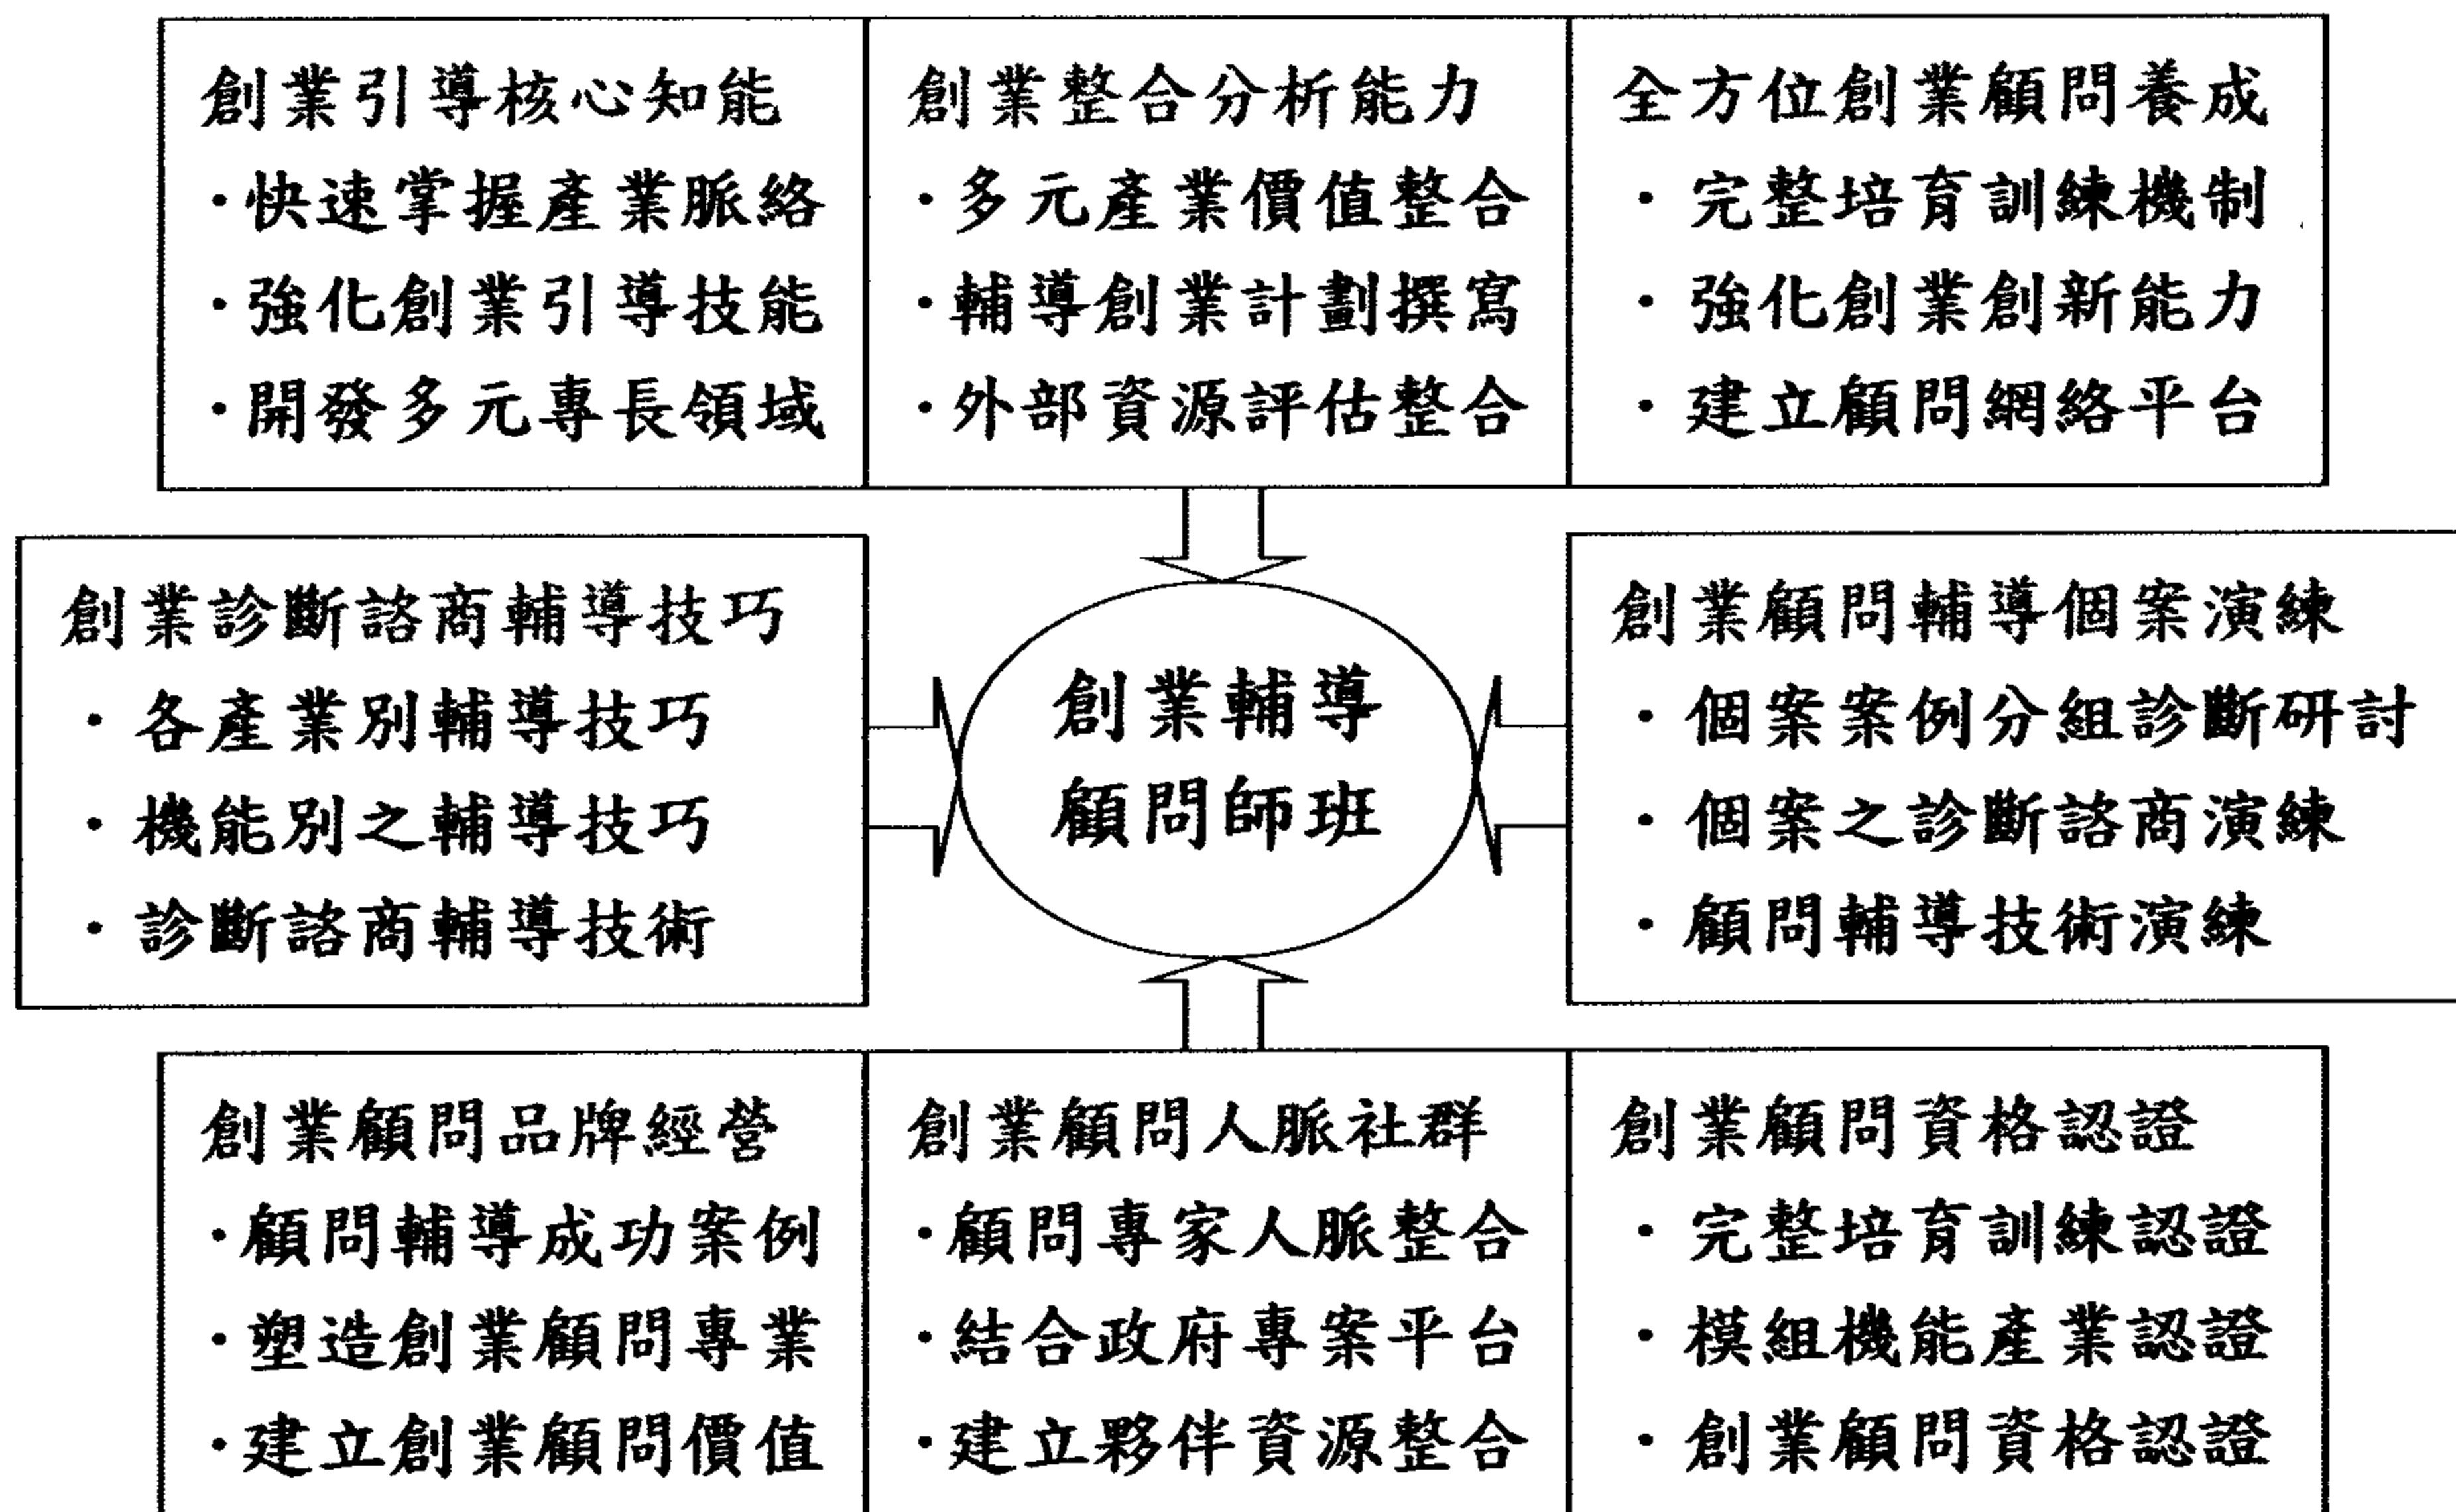 創業引導核心知能
·快速掌握產業脈絡
·強化創業引導技能
·開發多元專長領域
創業整合分析能力
·多元產業價值整合
·輔導創業計劃撰寫
·外部資源評估整合
全方位創業顧問養成
·完整培育訓練機制
·強化創業創新能力
·建立顧問網絡平台
創業診斷諮商輔導技巧
·各產業別輔導技巧
·機能別之輔導技巧
·診斷諮商輔導技術
創業輔導
顧問師班
創業顧問輔導個案演練
·個案案例分組診斷研討
·個案之診斷諮商演練
·顧問輔導技術演練
創業顧問品牌經營
·顧問輔導成功案例
·塑造創業顧問專業
·建立創業顧問價值
創業顧問人脈社群
·顧問專家人脈整合
·結合政府專案平台
·建立夥伴資源整合
創業顧問資格認證
·完整培育訓練認證
·模組機能產業認證
·創業顧問資格認證